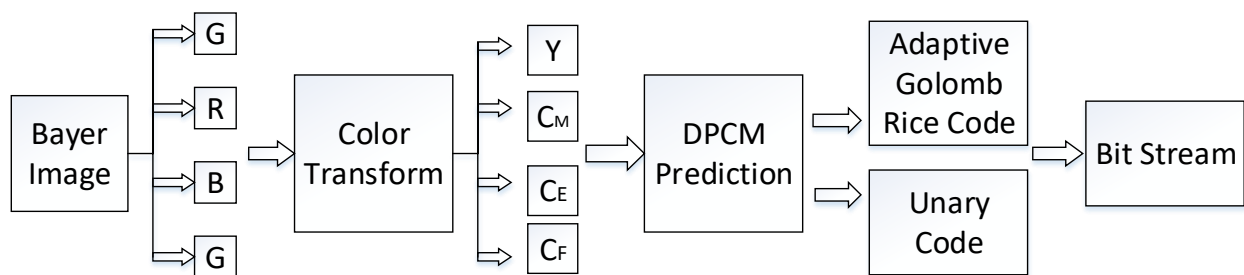 Bayer
Image
G
R
B
G
Color
Transform
Y
CM
CE
CF
DPCM
Prediction
Adaptive
Golomb
Rice Code
Unary
Code
Bit Stream